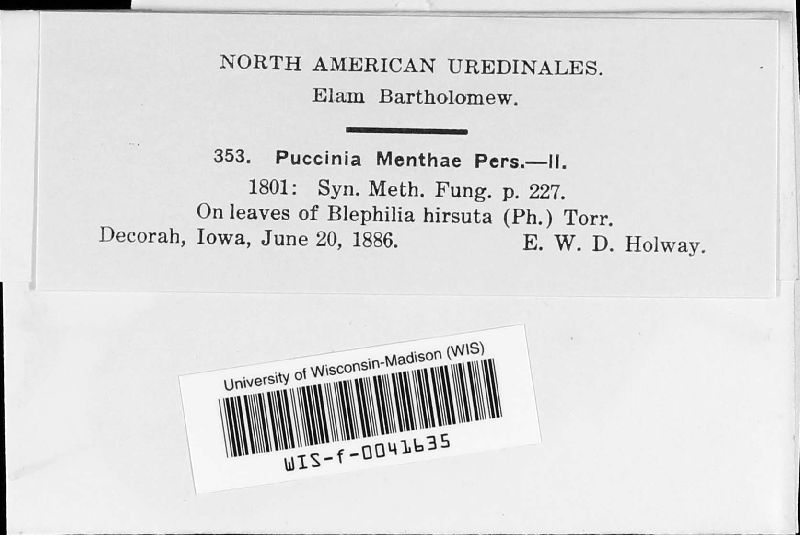 NORTH AMERICAN UREDINALES.
Elam Bartholomew.
353. Puccinia Menthae Pers.—II.
1801: Syn. Meth. Fung. p. 227.
On leaves of Blephilia hirsuta (Ph.) Torr.
Decorah, Iowa, June 20, 1886. E. W. D. Holway.
University of Wisconsin-Madison (WIS)
WIS-f-0041635